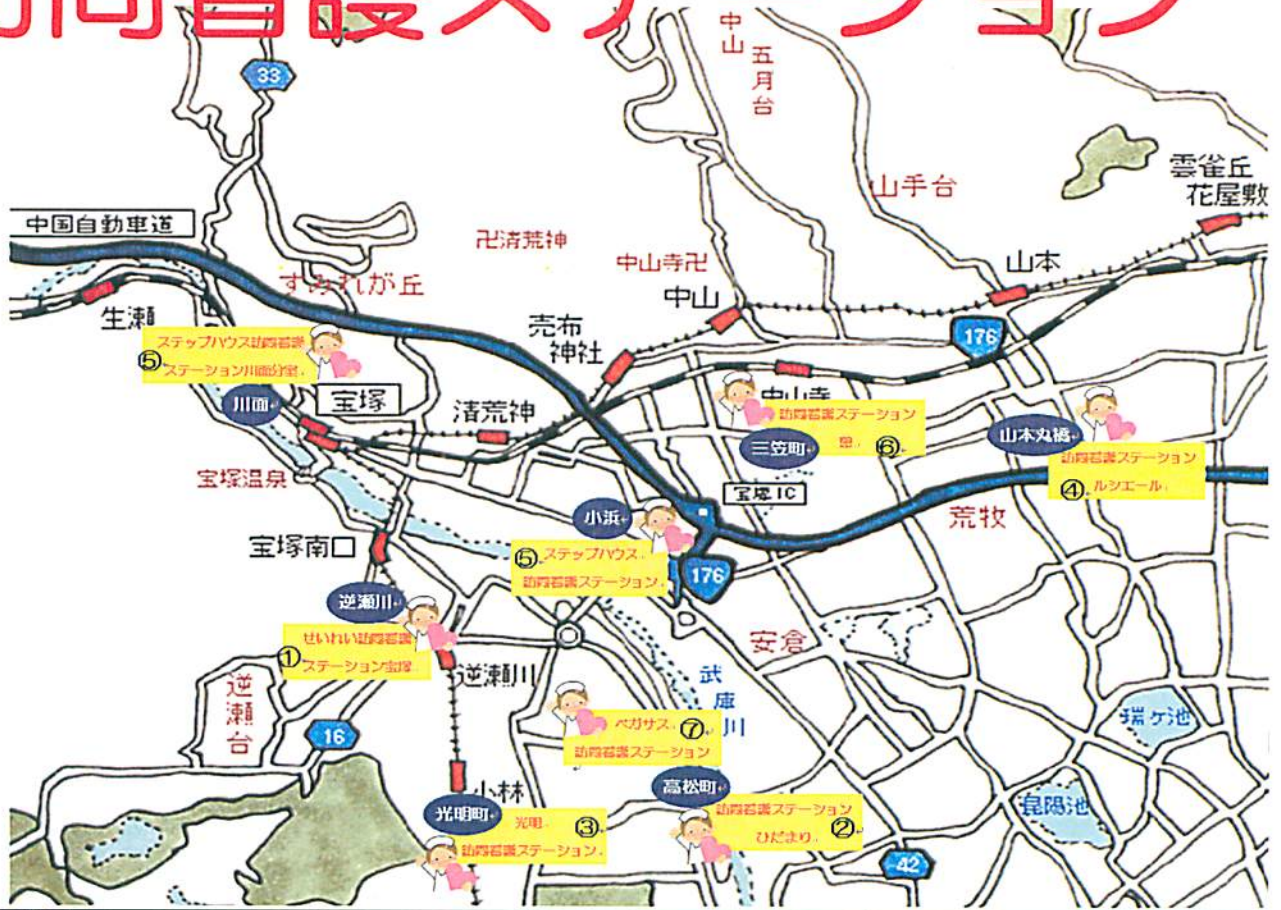 訪問看護ステーション
中山
五月台
33
雲雀丘
花屋敷
山手台
中国自動車道
卍清荒神
中山寺卍
山本
すみれが丘
中山
生瀬
売布
神社
176
ステップハウス訪問看護
⑤ステーション川面分室
川面
宝塚
清荒神
中山寺
訪問看護ステーション
⑥
三笠町
山本丸橋
訪問看護ステーション
④ルシエール
宝塚温泉
宝塚IC
荒牧
小浜
宝塚南口
⑤ステップハウス
訪問看護ステーション
176
逆瀬川
せいれい訪問看護
①ステーション宝塚
安倉
逆瀬川
逆瀬台
武庫川
瑞ヶ池
16
ペガサス ⑦
訪問看護ステーション
小林
高松町
昆陽池
光明町
光明 ③
訪問看護ステーション
訪問看護ステーション
ひだまり ②
42